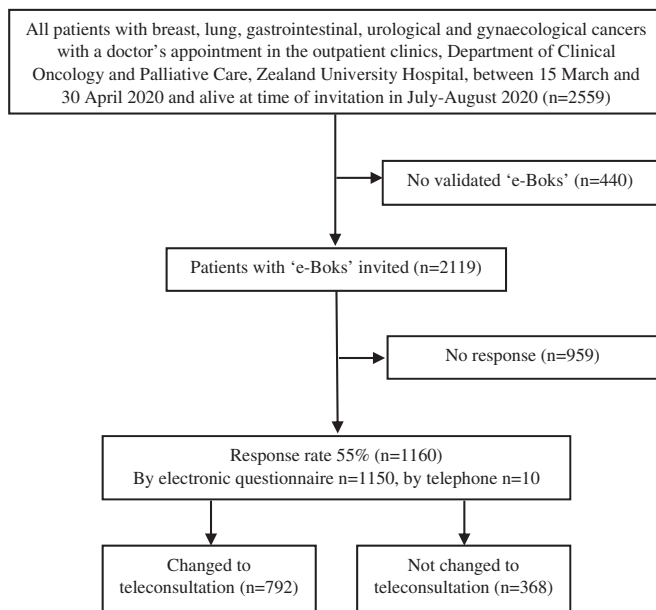 All patients with breast, lung, gastrointestinal, urological and gynaecological cancers
with a doctor's appointment in the outpatient clinics, Department of Clinical
Oncology and Palliative Care, Zealand University Hospital, between 15 March and
30 April 2020 and alive at time of invitation in July-August 2020 (n=2559)
No validated 'e-Boks' (n=440)
Patients with 'e-Boks' invited (n=2119)
No response (n=959)
Response rate 55% (n=1160)
By electronic questionnaire n=1150, by telephone n=10
Changed to
teleconsultation (n=792)
Not changed to
teleconsultation (n=368)